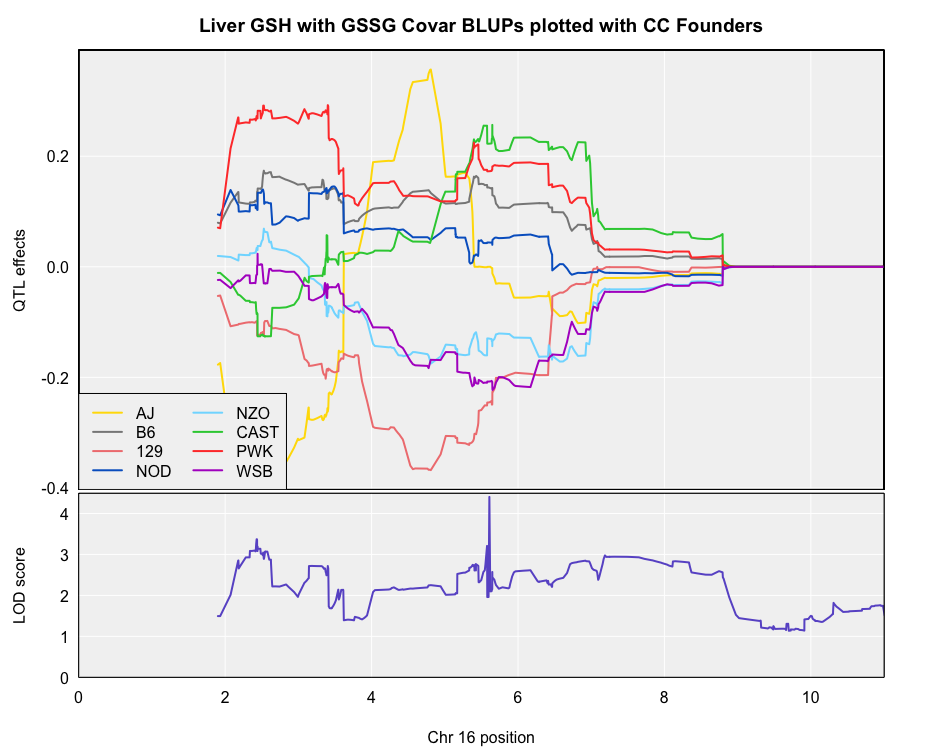 Liver GSH with GSSG Covar BLUPs plotted with CC Founders
QTL effects
0.2
0.0
-0.2
-0.4
AJ NZO
B6 CAST
129 PWK
NOD WSB
LOD score
4
3
2
1
0
0 2 4 6 8 10
Chr 16 position